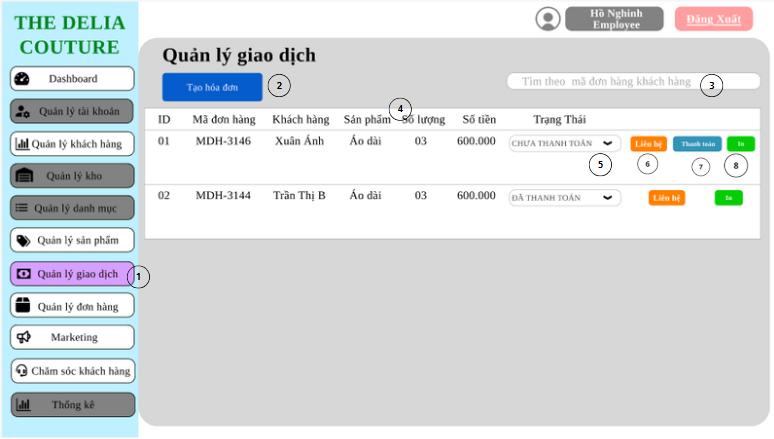 THE DELIA
COUTURE
Hồ Nghinh
Employee
Đăng Xuất
Dashboard
Quản lý tài khoản
Quản lý khách hàng
Quản lý kho
Quản lý danh mục
Quản lý sản phẩm
Quản lý giao dịch
1
Quản lý đơn hàng
Marketing
Chăm sóc khách hàng
Thống kê
Quản lý giao dịch
Tạo hóa đơn
2
Tìm theo mã đơn hàng khách hàng
3
4
ID Mã đơn hàng Khách hàng Sản phẩm Số lượng Số tiền Trạng Thái
01 MDH-3146 Xuân Ánh Áo dài 03 600.000 CHƯA THANH TOÁN Liên hệ Thanh toán In
5 6 7 8
02 MDH-3144 Trần Thị B Áo dài 03 600.000 ĐÃ THANH TOÁN Liên hệ In